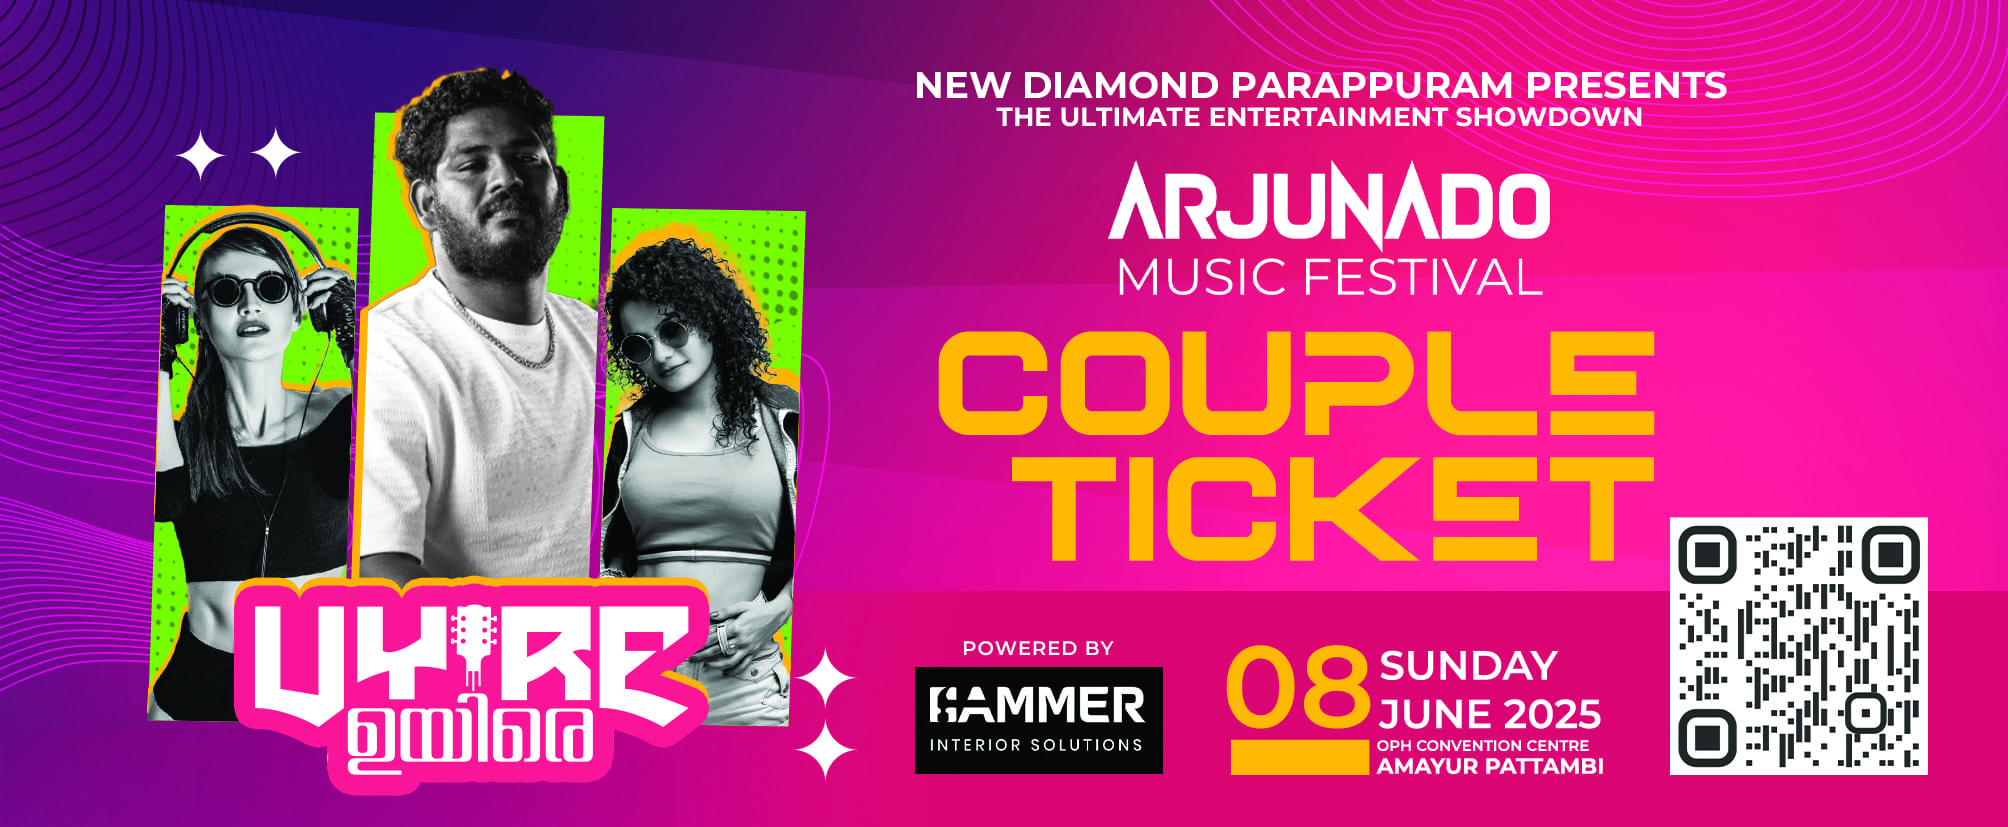 NEW DIAMOND PARAPPURAM PRESENTS
THE ULTIMATE ENTERTAINMENT SHOWDOWN
ARJUNADO
MUSIC FESTIVAL
COUPLE
TICKET
UYIRE
ഉയിരെ
POWERED BY
HAMMER
INTERIOR SOLUTIONS
08
SUNDAY
JUNE 2025
OPH CONVENTION CENTRE
AMAYUR PATTAMBI